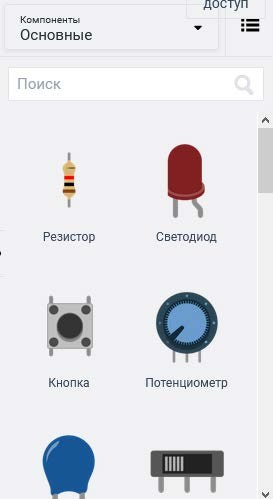 доступ
Компоненты
Основные
Поиск
Резистор
Светодиод
Кнопка
Потенциометр